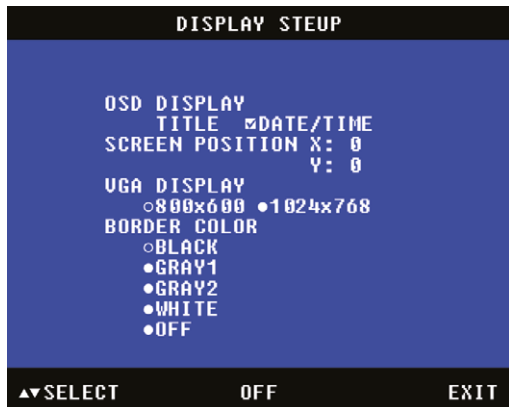 DISPLAY STEUP
OSD DISPLAY
TITLE ☑DATE/TIME
SCREEN POSITION X: 0
Y: 0
VGA DISPLAY
○800x600 ●1024x768
BORDER COLOR
○BLACK
●GRAY1
●GRAY2
●WHITE
●OFF
▲▼SELECT OFF EXIT